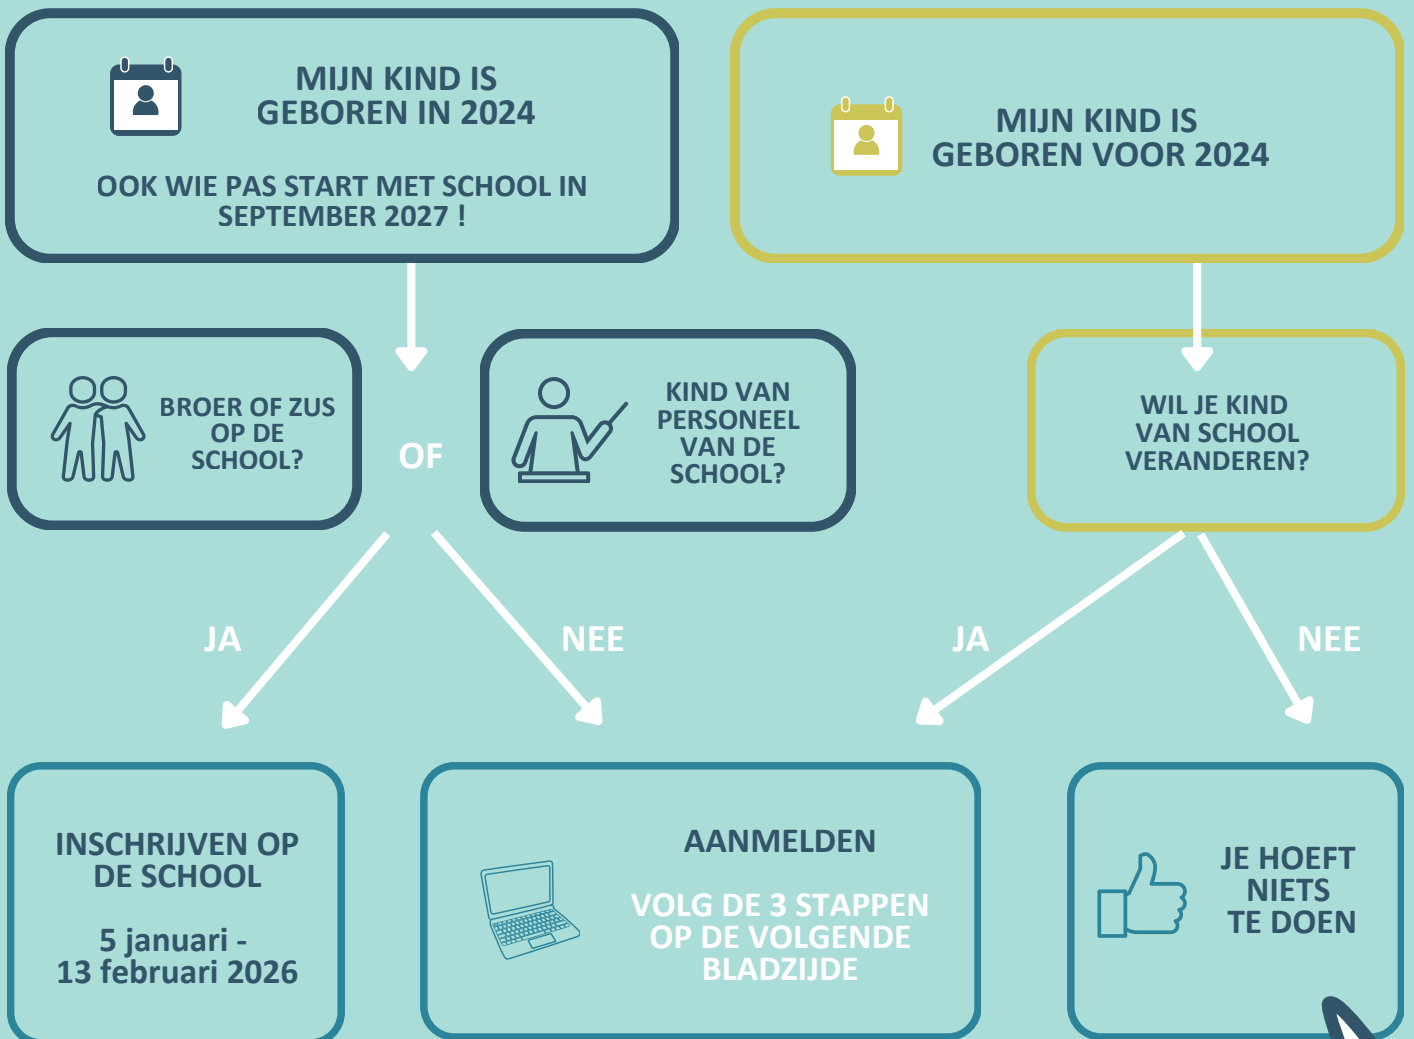 MIJN KIND IS
GEBOREN IN 2024
OOK WIE PAS START MET SCHOOL IN
SEPTEMBER 2027 !
MIJN KIND IS
GEBOREN VOOR 2024
BROER OF ZUS
OP DE
SCHOOL?
OF
KIND VAN
PERSONEEL
VAN DE
SCHOOL?
WIL JE KIND
VAN SCHOOL
VERANDEREN?
JA
NEE
JA
NEE
INSCHRIJVEN OP
DE SCHOOL
5 januari -
13 februari 2026
AANMELDEN
VOLG DE 3 STAPPEN
OP DE VOLGENDE
BLADZIJDE
JE HOEFT
NIETS
TE DOEN